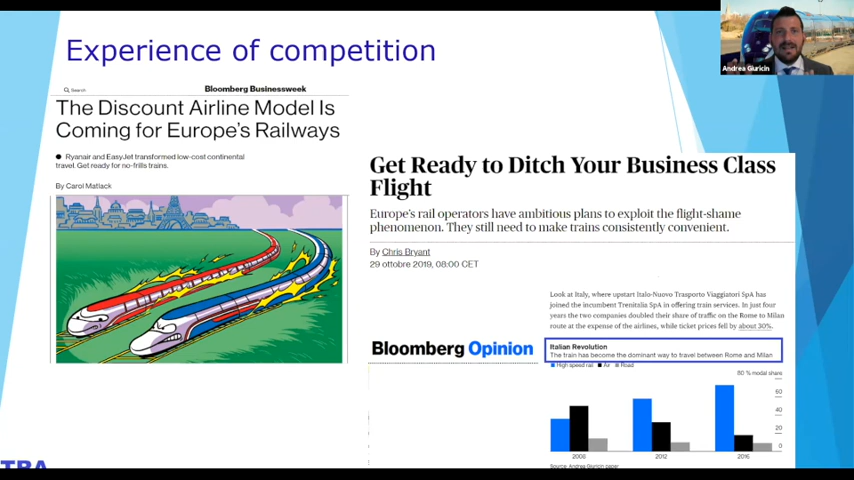 Experience of competition
Andrea Giuricin
Search
Bloomberg Businessweek
The Discount Airline Model Is
Coming for Europe's Railways
Ryanair and EasyJet transformed low-cost continental
travel. Get ready for no-frills trains.
By Carol Matlack
Get Ready to Ditch Your Business Class
Flight
Europe's rail operators have ambitious plans to exploit the flight-shame
phenomenon. They still need to make trains consistently convenient.
By Chris Bryant
29 ottobre 2019, 08:00 CET
Look at Italy, where upstart Italo-Nuovo Trasporto Viaggiatori SpA has
joined the incumbent Trenitalia SpA in offering train services. In just four
years the two companies doubled their share of traffic on the Rome to Milan
route at the expense of the airlines, while ticket prices fell by about 30%.
Bloomberg Opinion
Italian Revolution
The train has become the dominant way to travel between Rome and Milan
High speed rail Air Road
80 % modal share
60
40
20
0
2008 2012 2016
Source: Andrea Giuricin paper
TRA